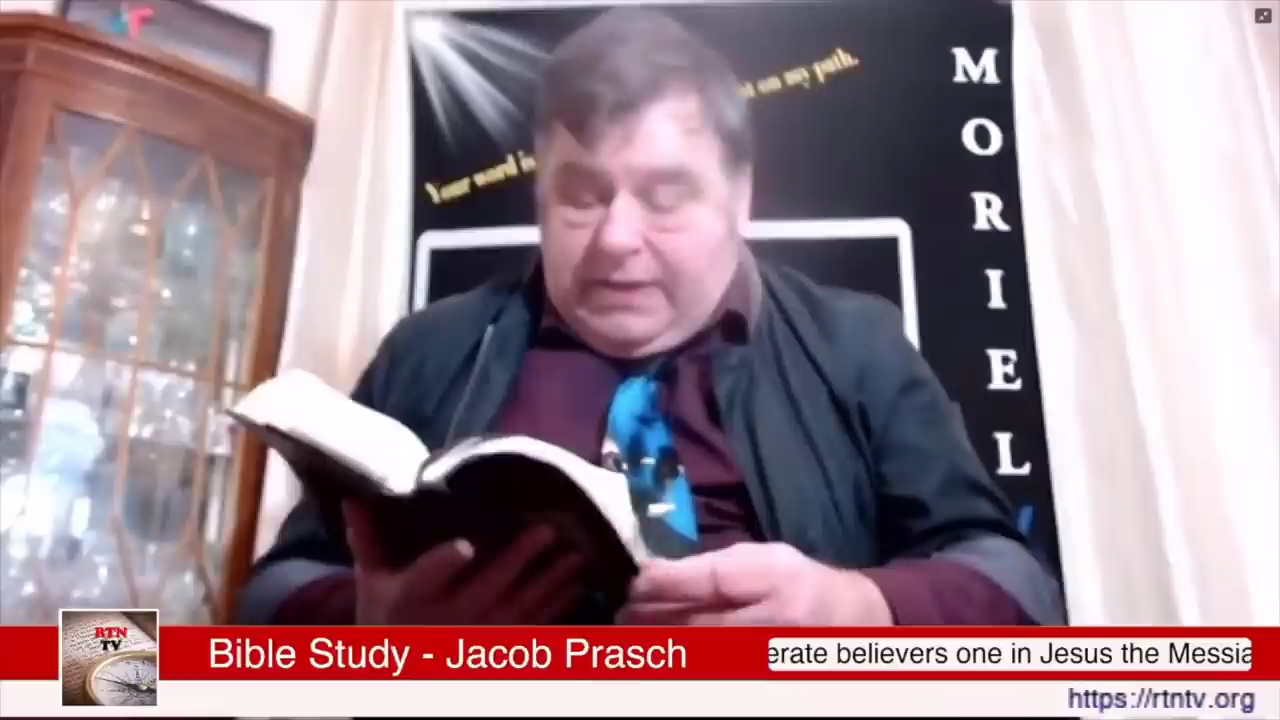 Your word is
on my path.
M
O
R
I
E
L
RTN
TV
Bible Study - Jacob Prasch
erate believers one in Jesus the Messia
https://rtntv.org